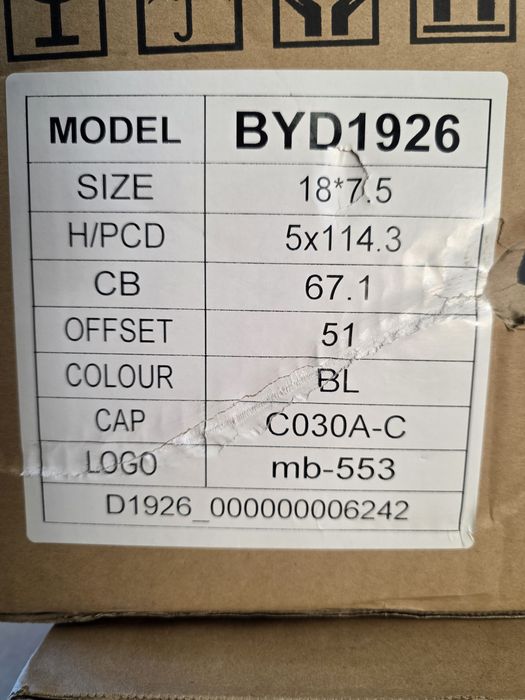 MODEL BYD1926
SIZE 18*7.5
H/PCD 5x114.3
CB 67.1
OFFSET 51
COLOUR BL
CAP C030A-C
LOGO mb-553
D1926_000000006242